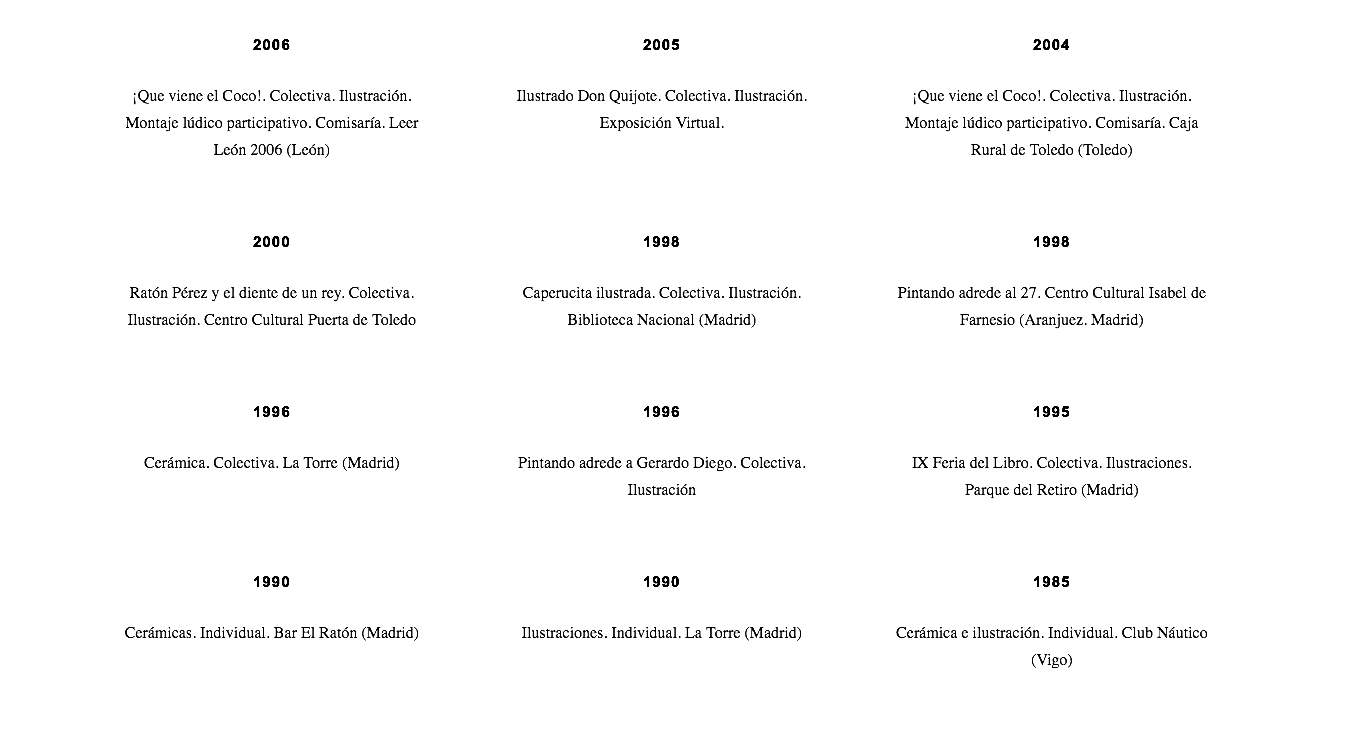 2006
¡Que viene el Coco!. Colectiva. Ilustración.
Montaje lúdico participativo. Comisaría. Leer
León 2006 (León)
2005
Ilustrado Don Quijote. Colectiva. Ilustración.
Exposición Virtual.
2004
¡Que viene el Coco!. Colectiva. Ilustración.
Montaje lúdico participativo. Comisaría. Caja
Rural de Toledo (Toledo)
2000
Ratón Pérez y el diente de un rey. Colectiva.
Ilustración. Centro Cultural Puerta de Toledo
1998
Caperucita ilustrada. Colectiva. Ilustración.
Biblioteca Nacional (Madrid)
1998
Pintando adrede al 27. Centro Cultural Isabel de
Farnesio (Aranjuez. Madrid)
1996
Cerámica. Colectiva. La Torre (Madrid)
1996
Pintando adrede a Gerardo Diego. Colectiva.
Ilustración
1995
IX Feria del Libro. Colectiva. Ilustraciones.
Parque del Retiro (Madrid)
1990
Cerámicas. Individual. Bar El Ratón (Madrid)
1990
Ilustraciones. Individual. La Torre (Madrid)
1985
Cerámica e ilustración. Individual. Club Náutico
(Vigo)